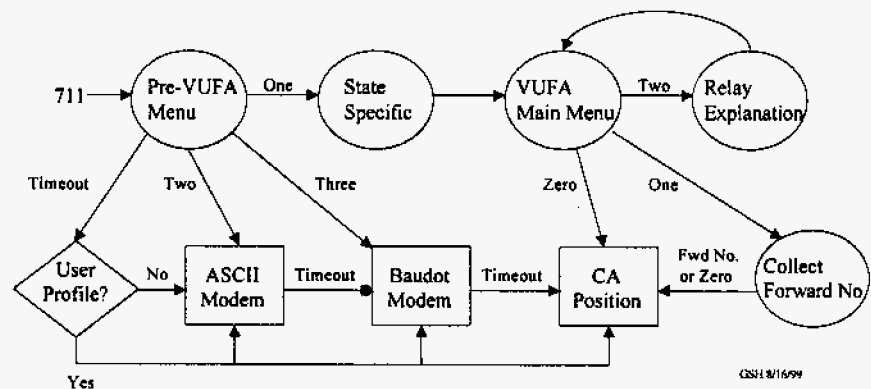 711
Pre-VUFA
Menu
One
State
Specific
VUFA
Main Menu
Two
Relay
Explanation
Timeout
Two
Three
Zero
One
User
Profile?
No
ASCII
Modem
Timeout
Baudot
Modem
Timeout
CA
Position
Fwd No.
or Zero
Collect
Forward No.
Yes
GSH 8/16/99